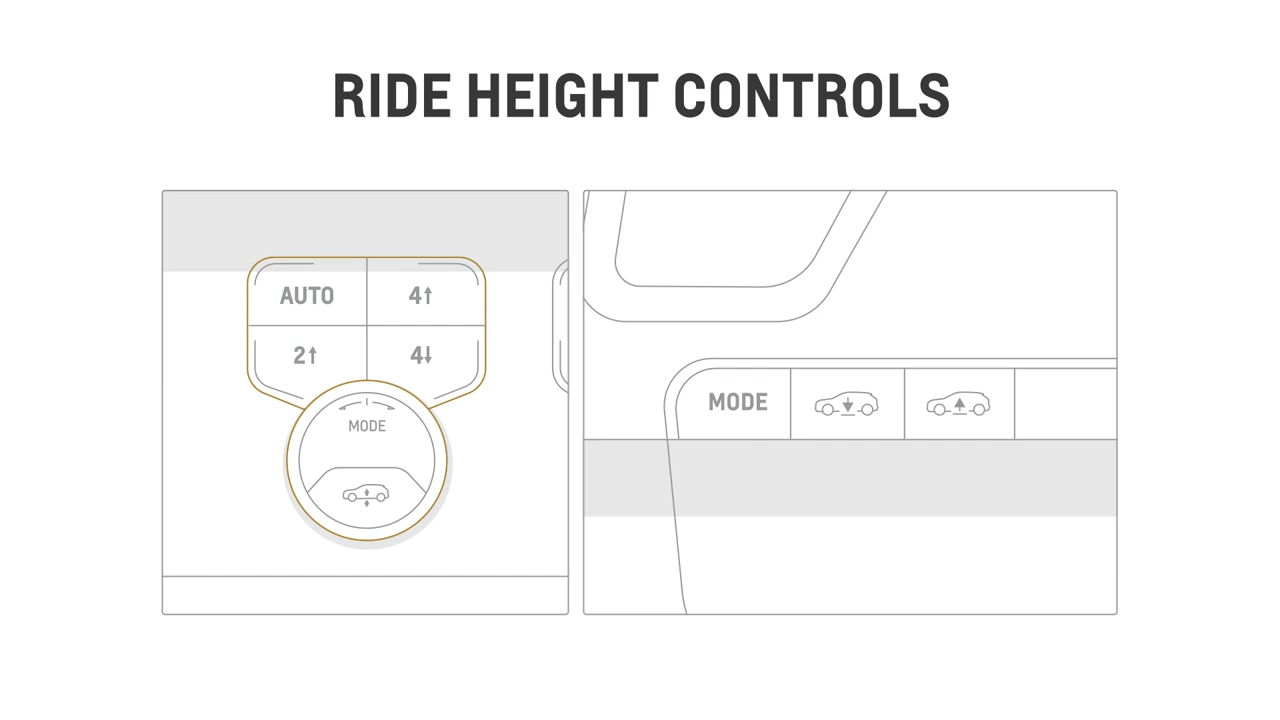 RIDE HEIGHT CONTROLS
AUTO
4↑
2↑
4↓
MODE
MODE